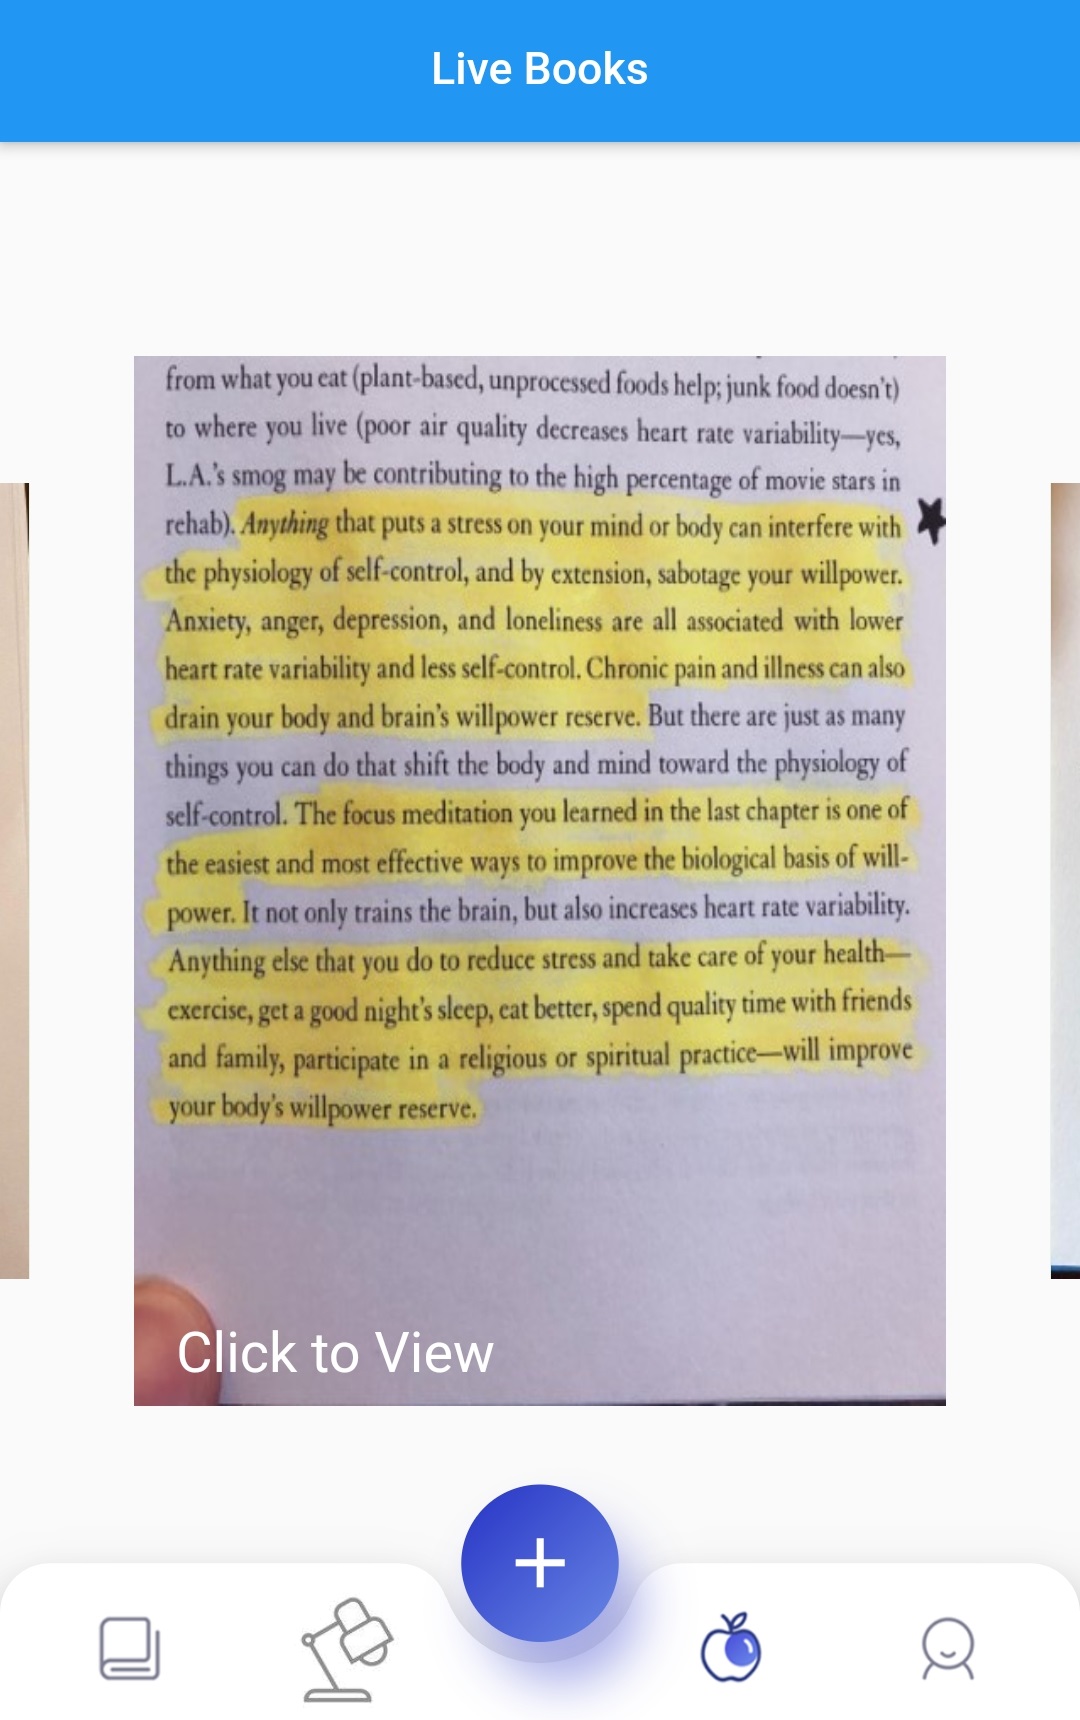 Live Books
from what you eat (plant-based, unprocessed foods help; junk food doesn't)
to where you live (poor air quality decreases heart rate variability—yes,
L.A.'s smog may be contributing to the high percentage of movie stars in
rehab). Anything that puts a stress on your mind or body can interfere with
the physiology of self-control, and by extension, sabotage your willpower.
Anxiety, anger, depression, and loneliness are all associated with lower
heart rate variability and less self-control. Chronic pain and illness can also
drain your body and brain's willpower reserve. But there are just as many
things you can do that shift the body and mind toward the physiology of
self-control. The focus meditation you learned in the last chapter is one of
the easiest and most effective ways to improve the biological basis of will-
power. It not only trains the brain, but also increases heart rate variability.
Anything else that you do to reduce stress and take care of your health—
exercise, get a good night's sleep, eat better, spend quality time with friends
and family, participate in a religious or spiritual practice—will improve
your body's willpower reserve.
Click to View